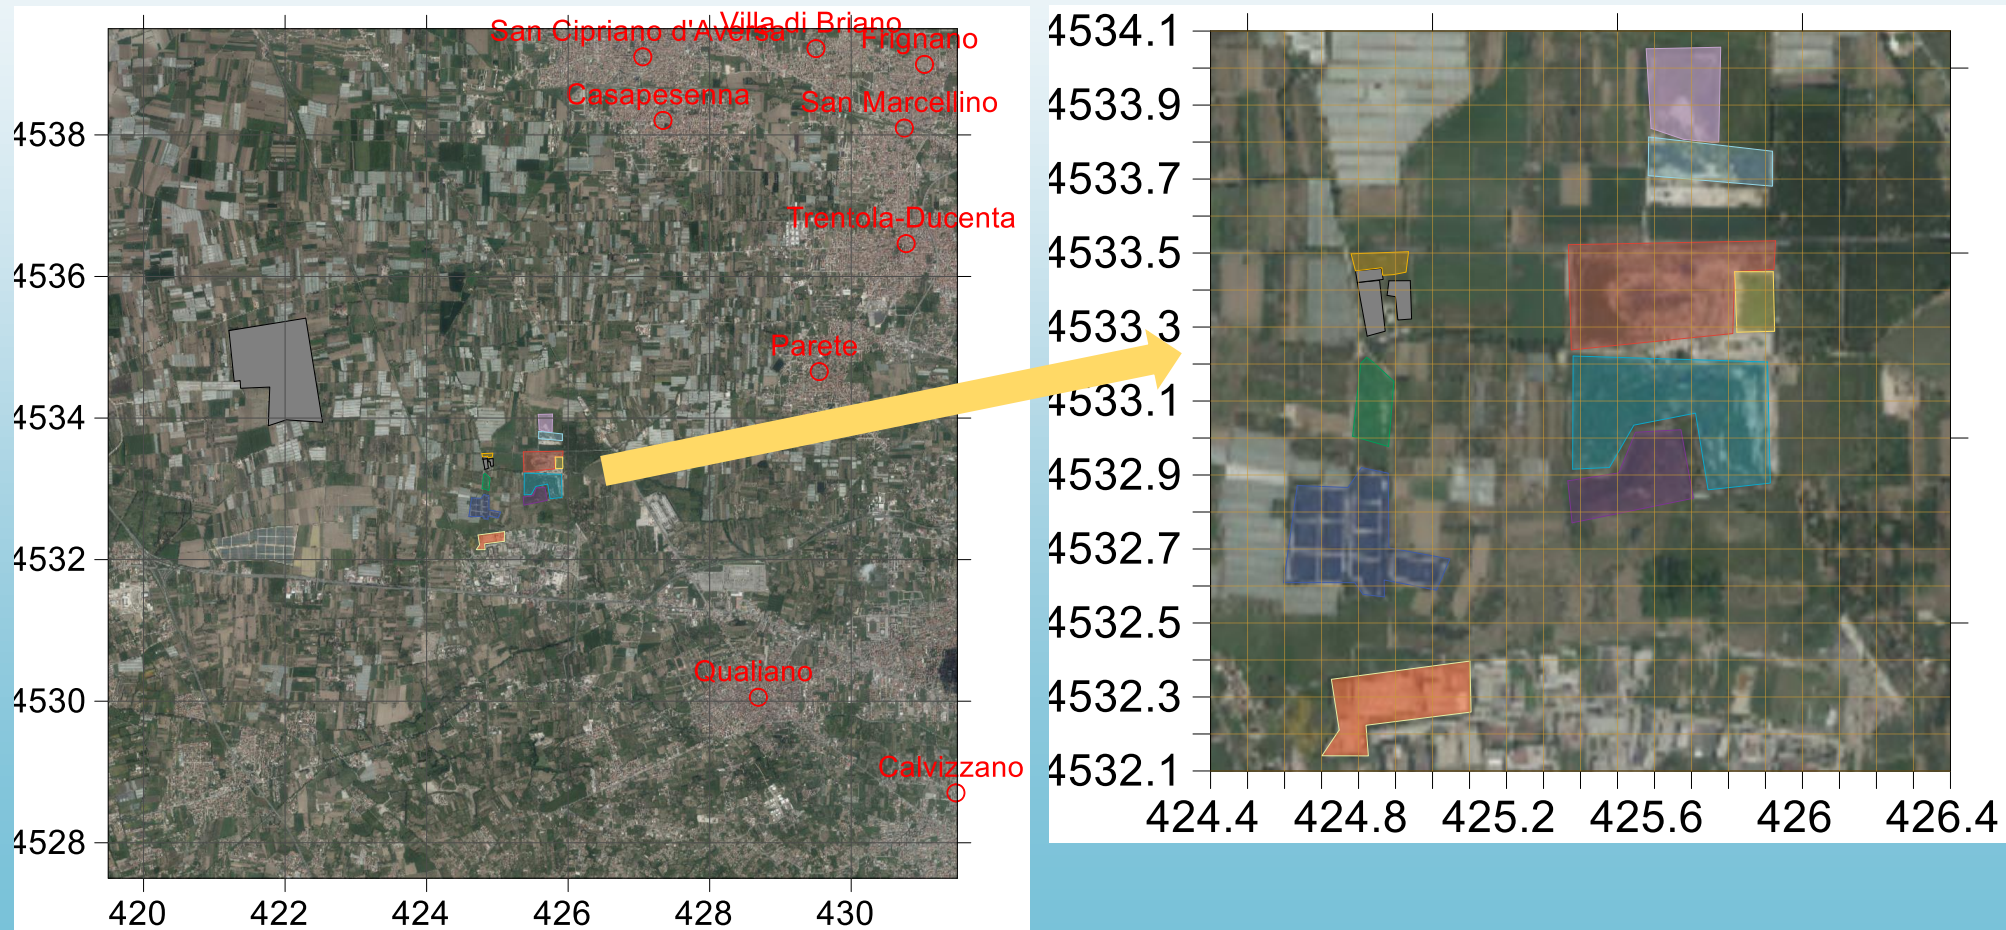 San Cipriano d'Aversa
Villa di Briano
Frignano
Casapesenna
San Marcellino
Trentola-Ducenta
Parete
Qualiano
Calvizzano
4538
4536
4534
4532
4530
4528
420 422 424 426 428 430
4534.1
4533.9
4533.7
4533.5
4533.3
4533.1
4532.9
4532.7
4532.5
4532.3
4532.1
424.4 424.8 425.2 425.6 426 426.4